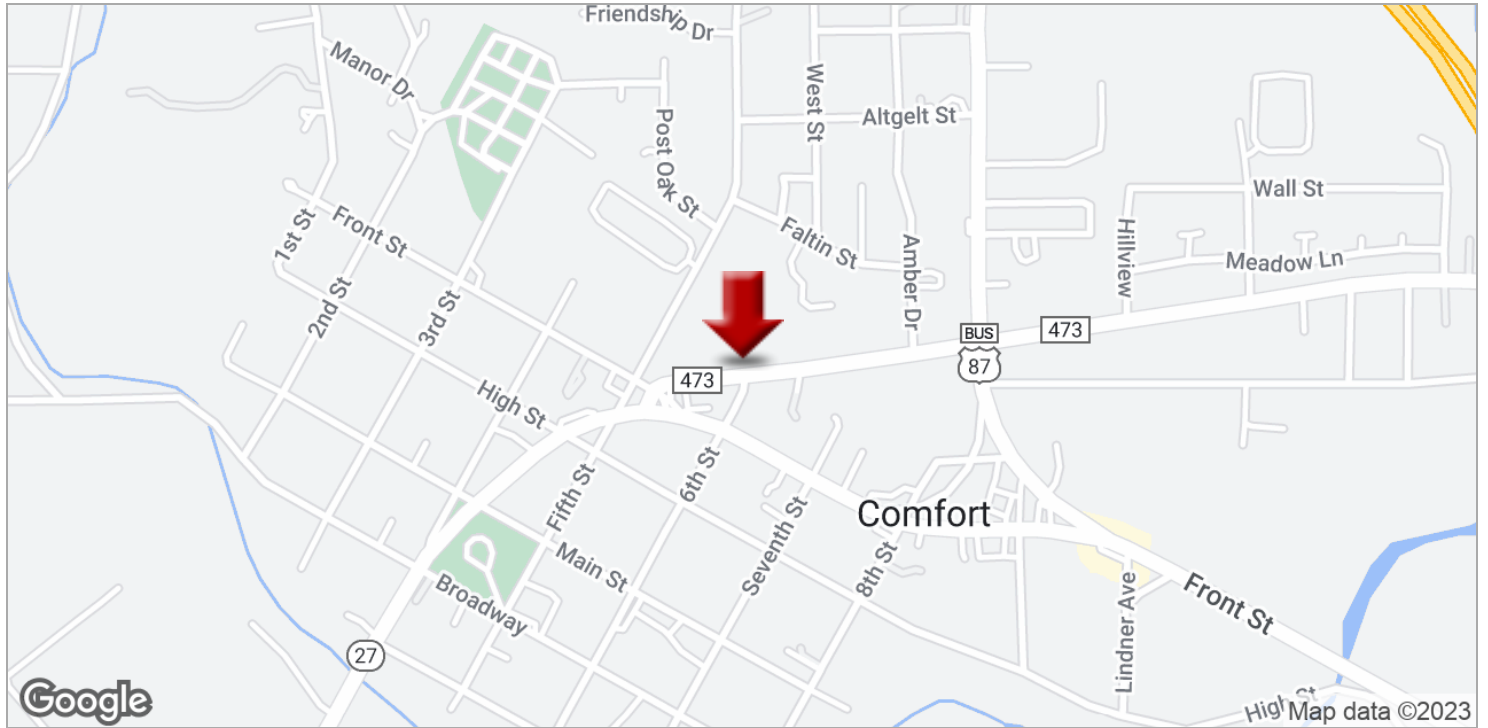 Friendship Dr
Manor Dr
West St
Altgelt St
Post Oak St
Wall St
1st St
Front St
Faltin St
Amber Dr
Hillview
Meadow Ln
2nd St
3rd St
BUS
87
473
473
High St
Fifth St
6th St
Seventh St
Comfort
8th St
Main St
Broadway
Lindner Ave
Front St
27
High St
Google
Map data ©2023